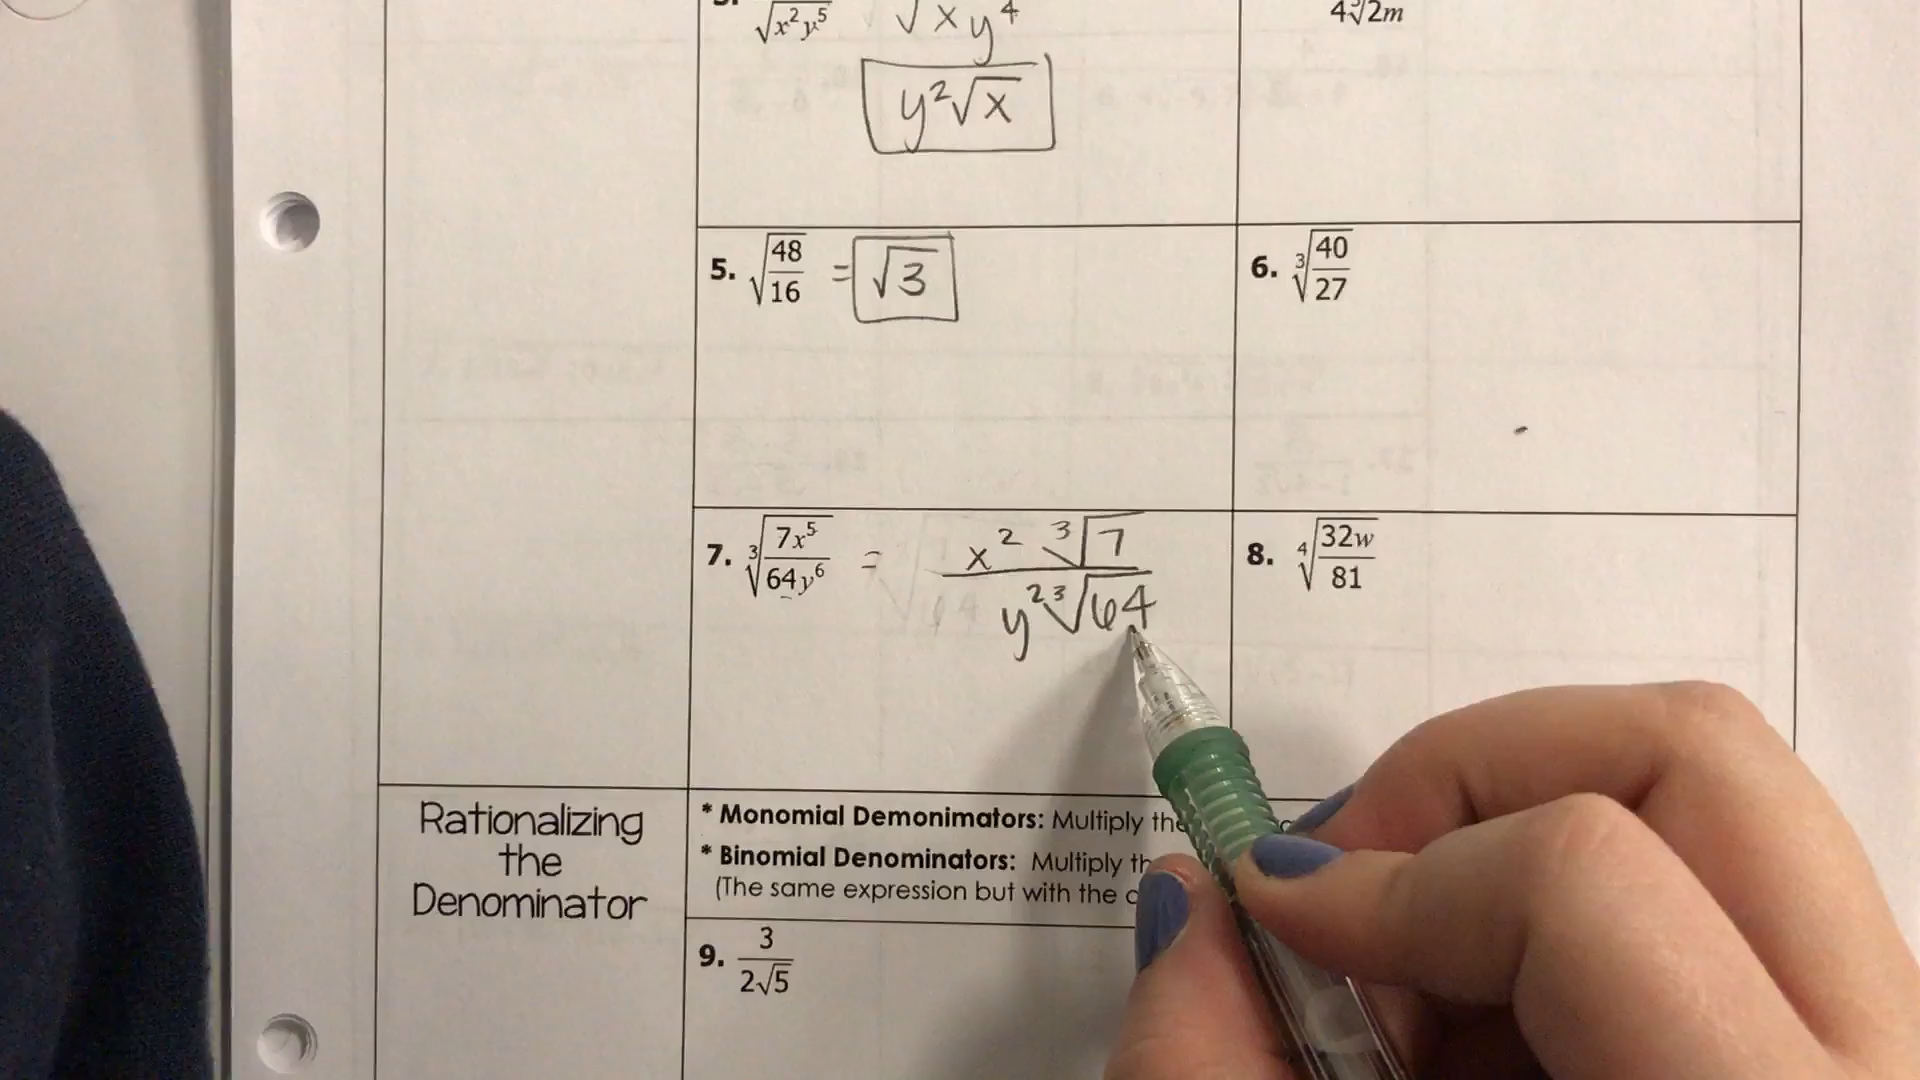 √x²y⁵ √xy⁴
4∛2m
y²√x
5. √48/16 = √3
6. ∛40/27
7. ∛7x⁵/64y⁶ = x² ∛7 / y² ∛64
8. ∜32w/81
Rationalizing
the
Denominator
* Monomial Demonimators: Multiply the
* Binomial Denominators: Multiply th
(The same expression but with the
9. 3/2√5